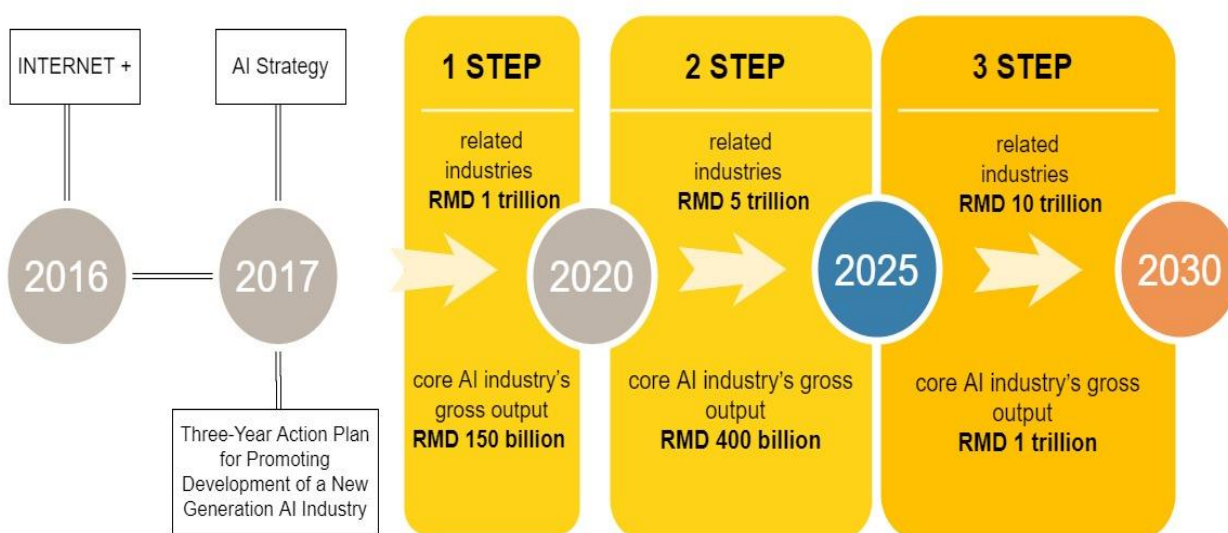 INTERNET +
AI Strategy
2016
2017
Three-Year Action Plan
for Promoting
Development of a New
Generation AI Industry
1 STEP
related
industries
RMD 1 trillion
core AI industry's
gross output
RMD 150 billion
2020
2 STEP
related
industries
RMD 5 trillion
core AI industry's gross
output
RMD 400 billion
2025
3 STEP
related
industries
RMD 10 trillion
core AI industry's gross
output
RMD 1 trillion
2030